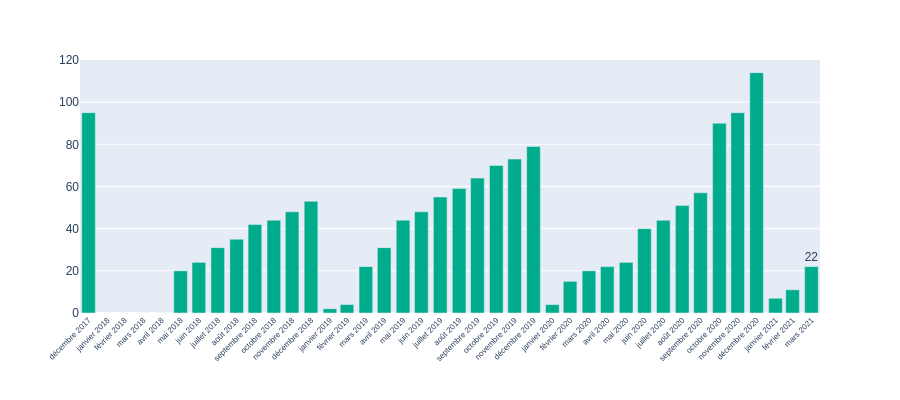 120
100
80
60
40
20
0
22
décembre 2017
janvier 2018
février 2018
mars 2018
avril 2018
mai 2018
juin 2018
juillet 2018
août 2018
septembre 2018
octobre 2018
novembre 2018
décembre 2018
janvier 2019
février 2019
mars 2019
avril 2019
mai 2019
juin 2019
juillet 2019
août 2019
septembre 2019
octobre 2019
novembre 2019
décembre 2019
janvier 2020
février 2020
mars 2020
avril 2020
mai 2020
juin 2020
juillet 2020
août 2020
septembre 2020
octobre 2020
novembre 2020
décembre 2020
janvier 2021
février 2021
mars 2021